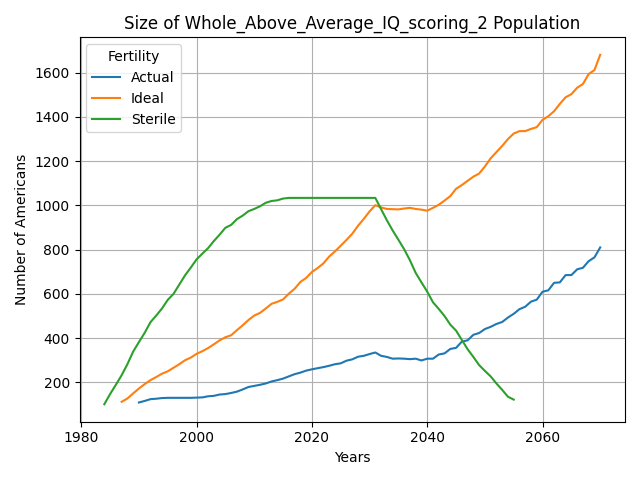 Size of Whole_Above_Average_IQ_scoring_2 Population
Fertility
Actual
Ideal
Sterile
1600
1400
1200
1000
800
600
400
200
Number of Americans
1980 2000 2020 2040 2060
Years